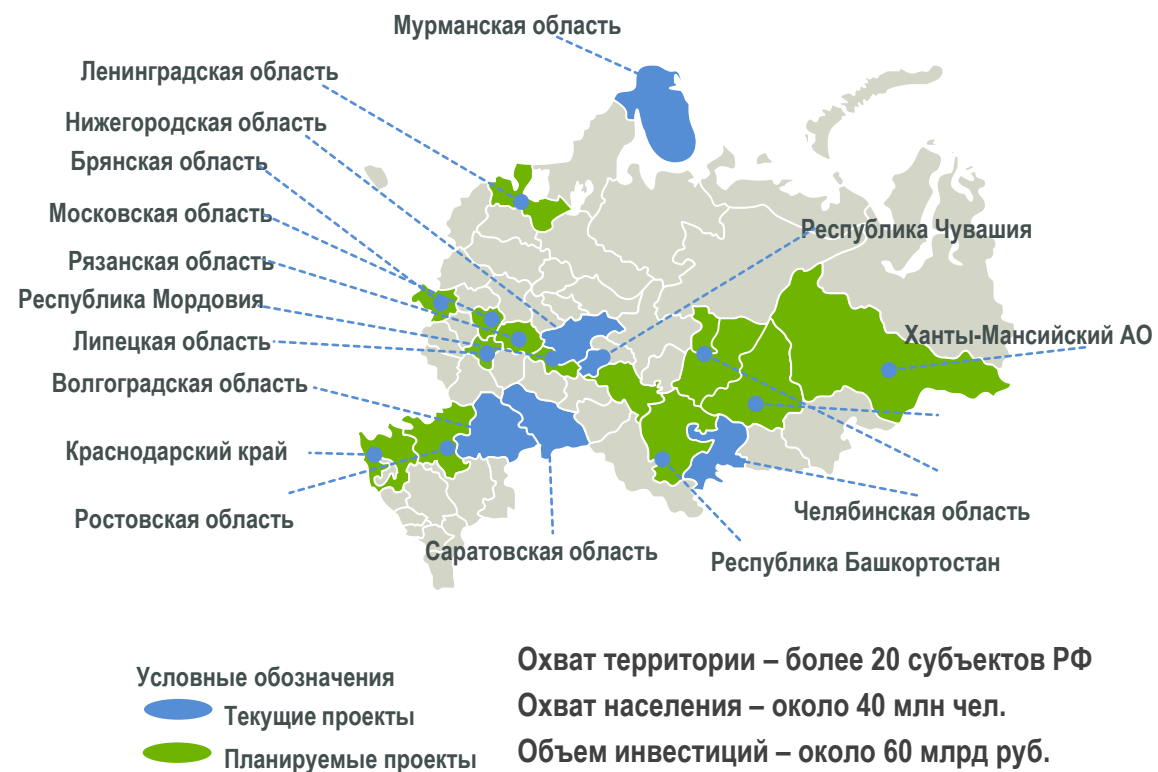 Мурманская область
Ленинградская область
Нижегородская область
Брянская область
Московская область
Рязанская область
Республика Мордовия
Липецкая область
Волгоградская область
Краснодарский край
Ростовская область
Саратовская область
Республика Чувашия
Ханты-Мансийский АО
Челябинская область
Республика Башкортостан
Условные обозначения
Текущие проекты
Планируемые проекты
Охват территории – более 20 субъектов РФ
Охват населения – около 40 млн чел.
Объем инвестиций – около 60 млрд руб.